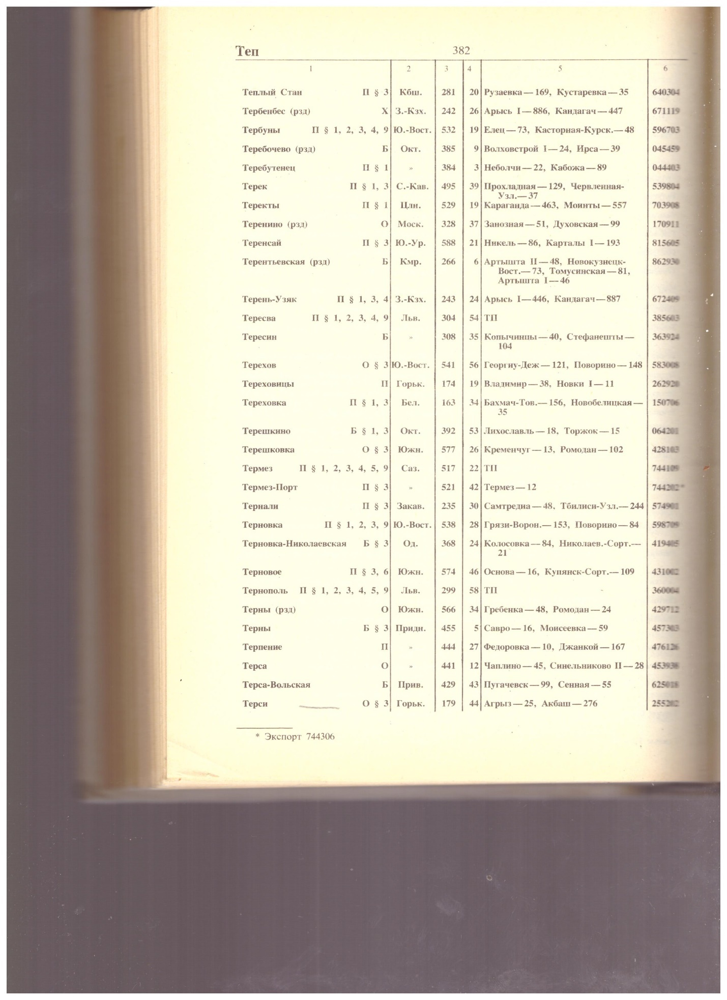 Теп 382
1 2 3 4 5 6
Теплый Стан П § 3 Кбш. 281 20 Рузаевка — 169, Кустаревка — 35 640304
Тербенбес (рзд) Х З.-Кзх. 242 26 Арысь I — 886, Кандагач — 447 671119
Тербуны П § 1, 2, 3, 4, 9 Ю.-Вост. 532 19 Елец — 73, Касторная-Курск. — 48 596703
Теребочево (рзд) Б Окт. 385 9 Волховстрой I — 24, Ирса — 39 045459
Теребутенец П § 1 » 384 3 Неболчи — 22, Кабожа — 89 044403
Терек П § 1, 3 С.-Кав. 495 39 Прохладная — 129, Червленная-
Узл. — 37 539804
Теректы П § 1 Цлн. 529 19 Караганда — 463, Моинты — 557 703908
Теренино (рзд) О Моск. 328 37 Занозная — 51, Духовская — 99 170911
Теренсай П § 3 Ю.-Ур. 588 21 Никель — 86, Карталы I — 193 815605
Терентьевская (рзд) Б Кмр. 266 6 Артышта II — 48, Новокузнецк- 862930
Вост. — 73, Томусинская — 81,
Артышта I — 46
Терень-Узяк П § 1, 3, 4 З.-Кзх. 243 24 Арысь I — 446, Кандагач — 887 672409
Тересва П § 1, 2, 3, 4, 9 Льв. 304 54 ТП 385603
Тересин Б » 308 35 Копычинцы — 40, Стефанешты — 363924
104
Терехов О § 3 Ю.-Вост. 541 56 Георгиу-Деж — 121, Поворино — 148 583008
Тереховицы П Горьк. 174 19 Владимир — 38, Новки I — 11 262920
Тереховка П § 1, 3 Бел. 163 34 Бахмач-Тов. — 156, Новобелицкая — 150706
35
Терешкино Б § 1, 3 Окт. 392 53 Лихославль — 18, Торжок — 15 064201
Терешковка О § 3 Южн. 577 26 Кременчуг — 13, Ромодан — 102 428103
Термез П § 1, 2, 3, 4, 5, 9 Саз. 517 22 ТП 744109
Термез-Порт П § 3 » 521 42 Термез — 12 744202*
Тернали П § 3 Закав. 235 30 Самтредиа — 48, Тбилиси-Узл. — 244 574901
Терновка П § 1, 2, 3, 9 Ю.-Вост. 538 28 Грязи-Ворон. — 153, Поворино — 84 598709
Терновка-Николаевская Б § 3 Од. 368 24 Колосовка — 84, Николаев.-Сорт. — 419405
21
Терновое П § 3, 6 Южн. 574 46 Основа — 16, Купянск-Сорт. — 109 431002
Тернополь П § 1, 2, 3, 4, 5, 9 Льв. 299 58 ТП 360004
Терны (рзд) О Южн. 566 34 Гребенка — 48, Ромодан — 24 429712
Терны Б § 3 Придн. 455 5 Савро — 16, Моисеевка — 59 457303
Терпение П » 444 27 Федоровка — 10, Джанкой — 167 476126
Терса О » 441 12 Чаплино — 45, Синельниково II — 28 453936
Терса-Вольская Б Прив. 429 43 Пугачевск — 99, Сенная — 55 625018
Терси О § 3 Горьк. 179 44 Агрыз — 25, Акбаш — 276 255202
* Экспорт 744306